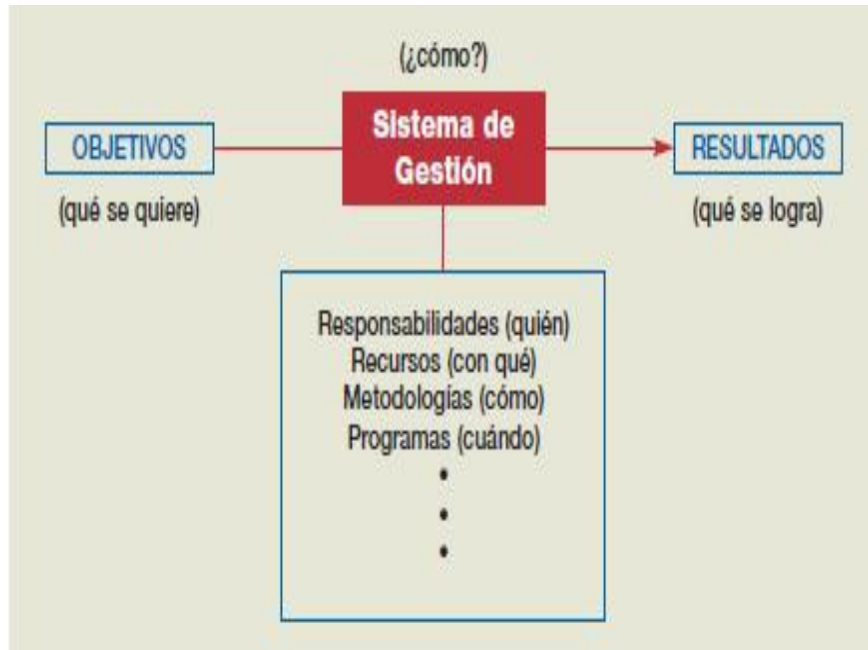 (¿cómo?)
OBJETIVOS
(qué se quiere)
Sistema de
Gestión
RESULTADOS
(qué se logra)
Responsabilidades (quién)
Recursos (con qué)
Metodologías (cómo)
Programas (cuándo)
•
•
•